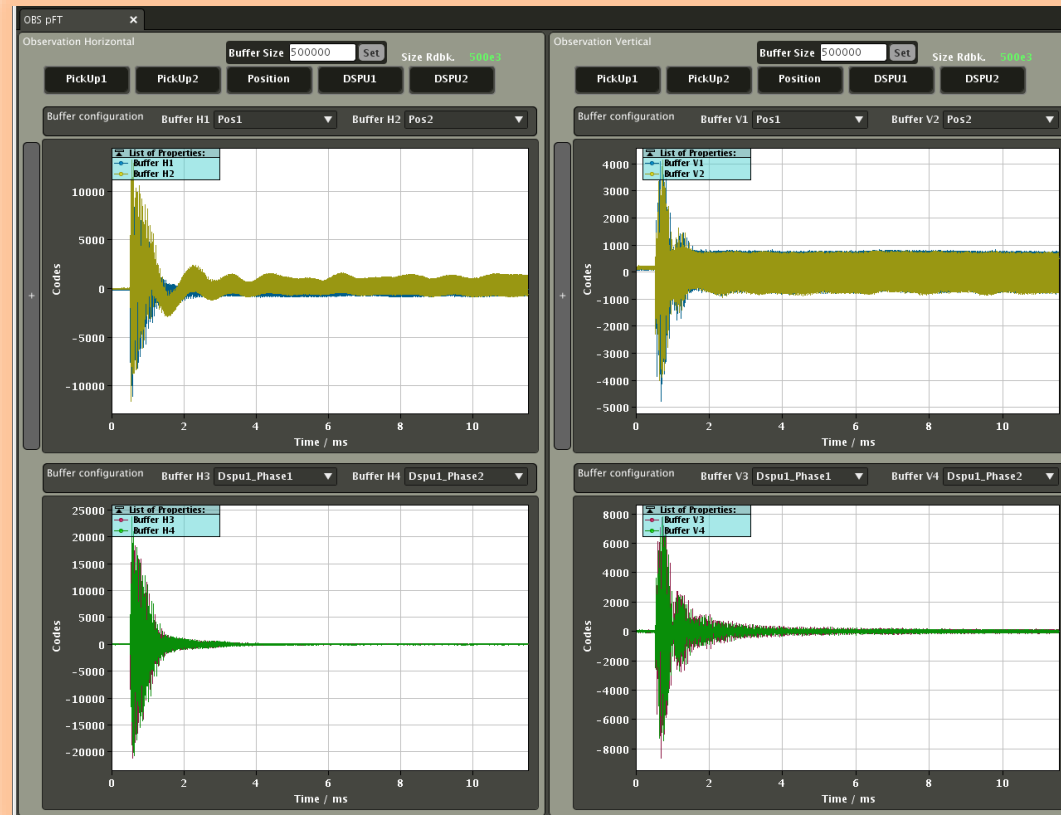 OBS pFT ×
Observation Horizontal
Buffer Size 500000 Set Size Rdbk. 500e3
PickUp1 PickUp2 Position DSPU1 DSPU2
Buffer configuration Buffer H1 Pos1 Buffer H2 Pos2
+
List of Properties:
Buffer H1
Buffer H2
10000
5000
0
-5000
-10000
Codes
0 2 4 6 8 10
Time / ms
Buffer configuration Buffer H3 Dspu1_Phase1 Buffer H4 Dspu1_Phase2
List of Properties:
Buffer H3
Buffer H4
25000
20000
15000
10000
5000
0
-5000
-10000
-15000
-20000
Codes
0 2 4 6 8 10
Time / ms
Observation Vertical
Buffer Size 500000 Set Size Rdbk. 500e3
PickUp1 PickUp2 Position DSPU1 DSPU2
Buffer configuration Buffer V1 Pos1 Buffer V2 Pos2
+
List of Properties:
Buffer V1
Buffer V2
4000
3000
2000
1000
0
-1000
-2000
-3000
-4000
-5000
Codes
0 2 4 6 8 10
Time / ms
Buffer configuration Buffer V3 Dspu1_Phase1 Buffer V4 Dspu1_Phase2
List of Properties:
Buffer V3
Buffer V4
8000
6000
4000
2000
0
-2000
-4000
-6000
-8000
Codes
0 2 4 6 8 10
Time / ms